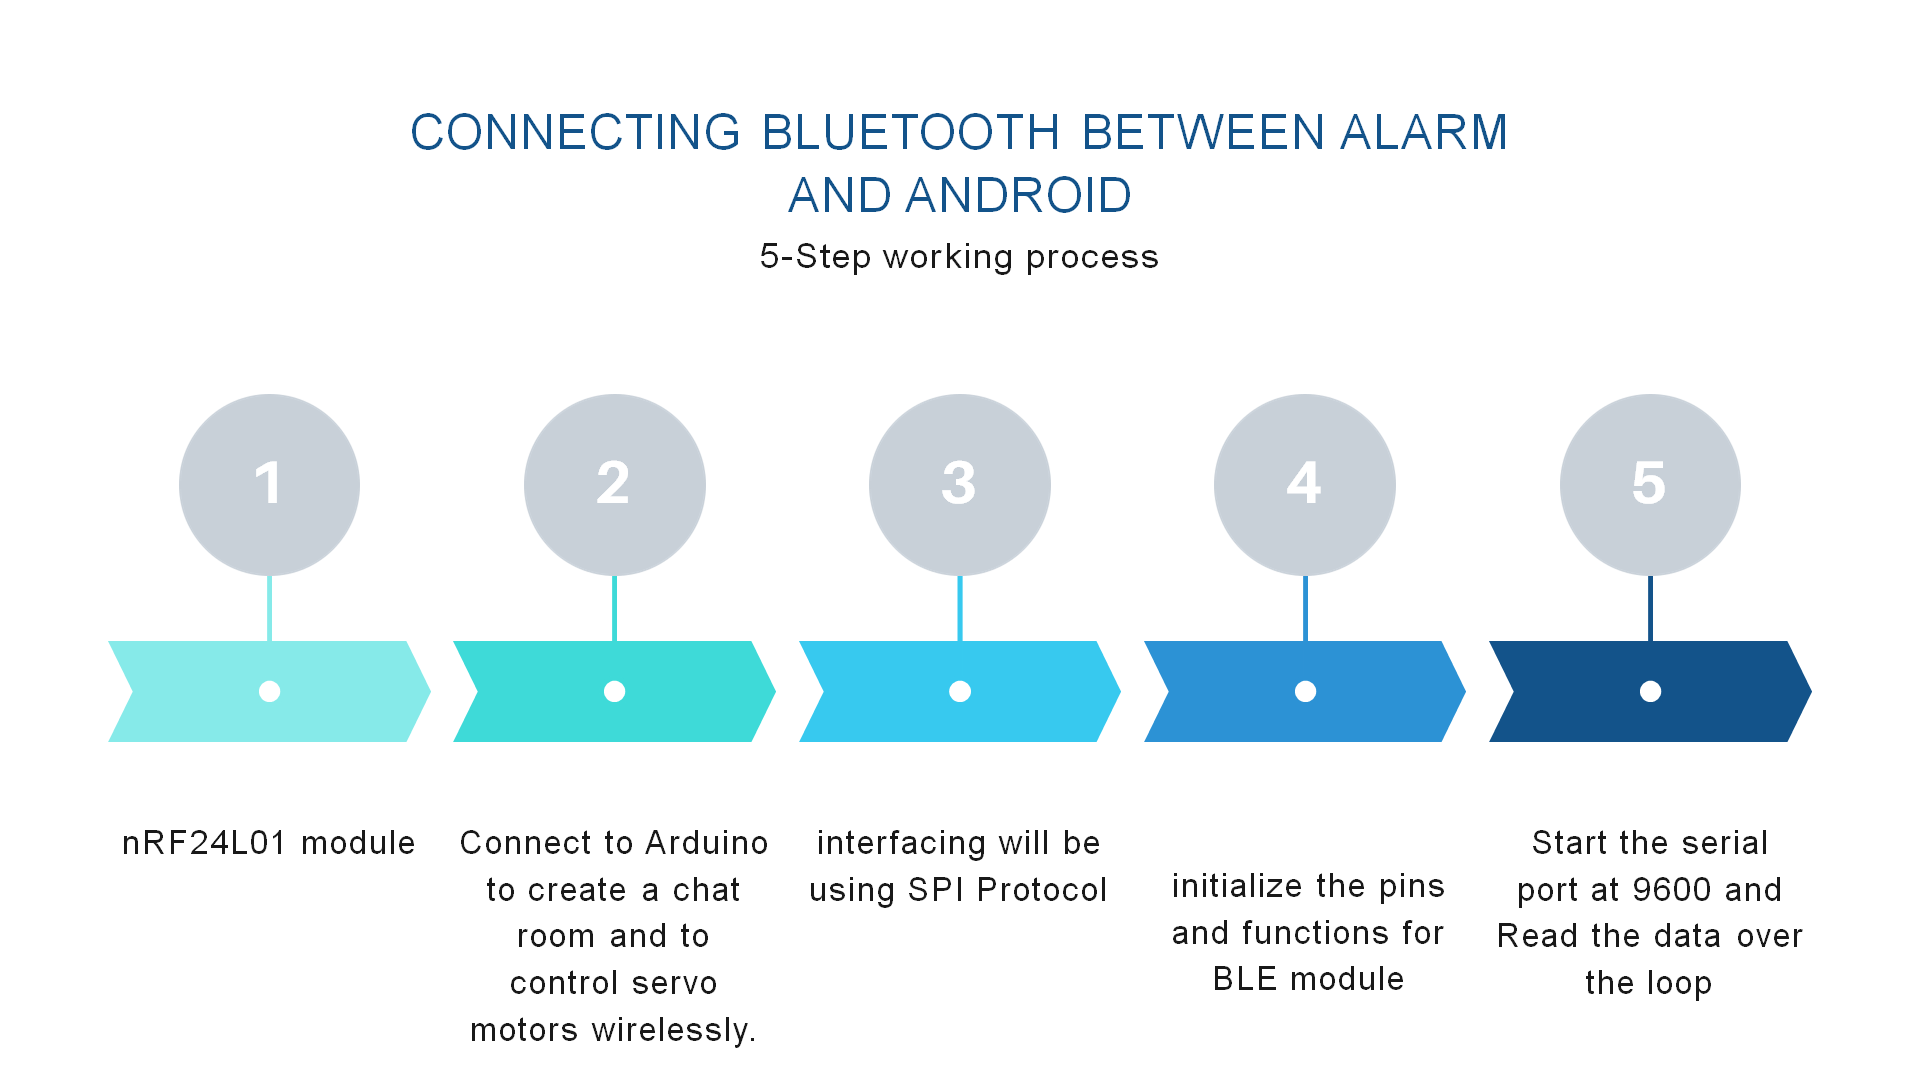 CONNECTING BLUETOOTH BETWEEN ALARM
AND ANDROID
5-Step working process
1
2
3
4
5
nRF24L01 module
Connect to Arduino
to create a chat
room and to
control servo
motors wirelessly.
interfacing will be
using SPI Protocol
initialize the pins
and functions for
BLE module
Start the serial
port at 9600 and
Read the data over
the loop